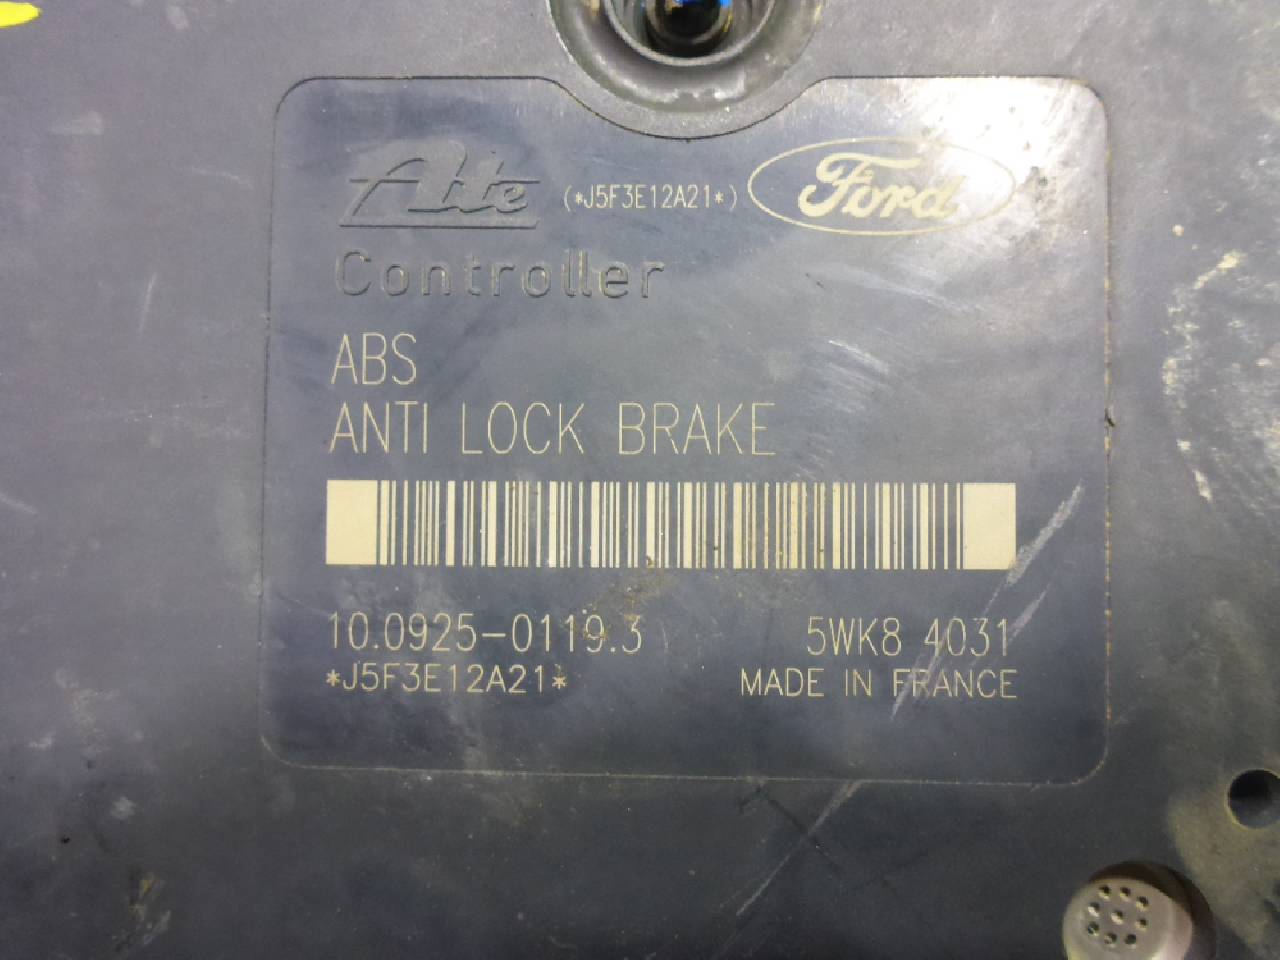 Ate (*J5F3E12A21*) Ford
Controller
ABS
ANTI LOCK BRAKE
10.0925-0119.3 5WK8 4031
*J5F3E12A21* MADE IN FRANCE